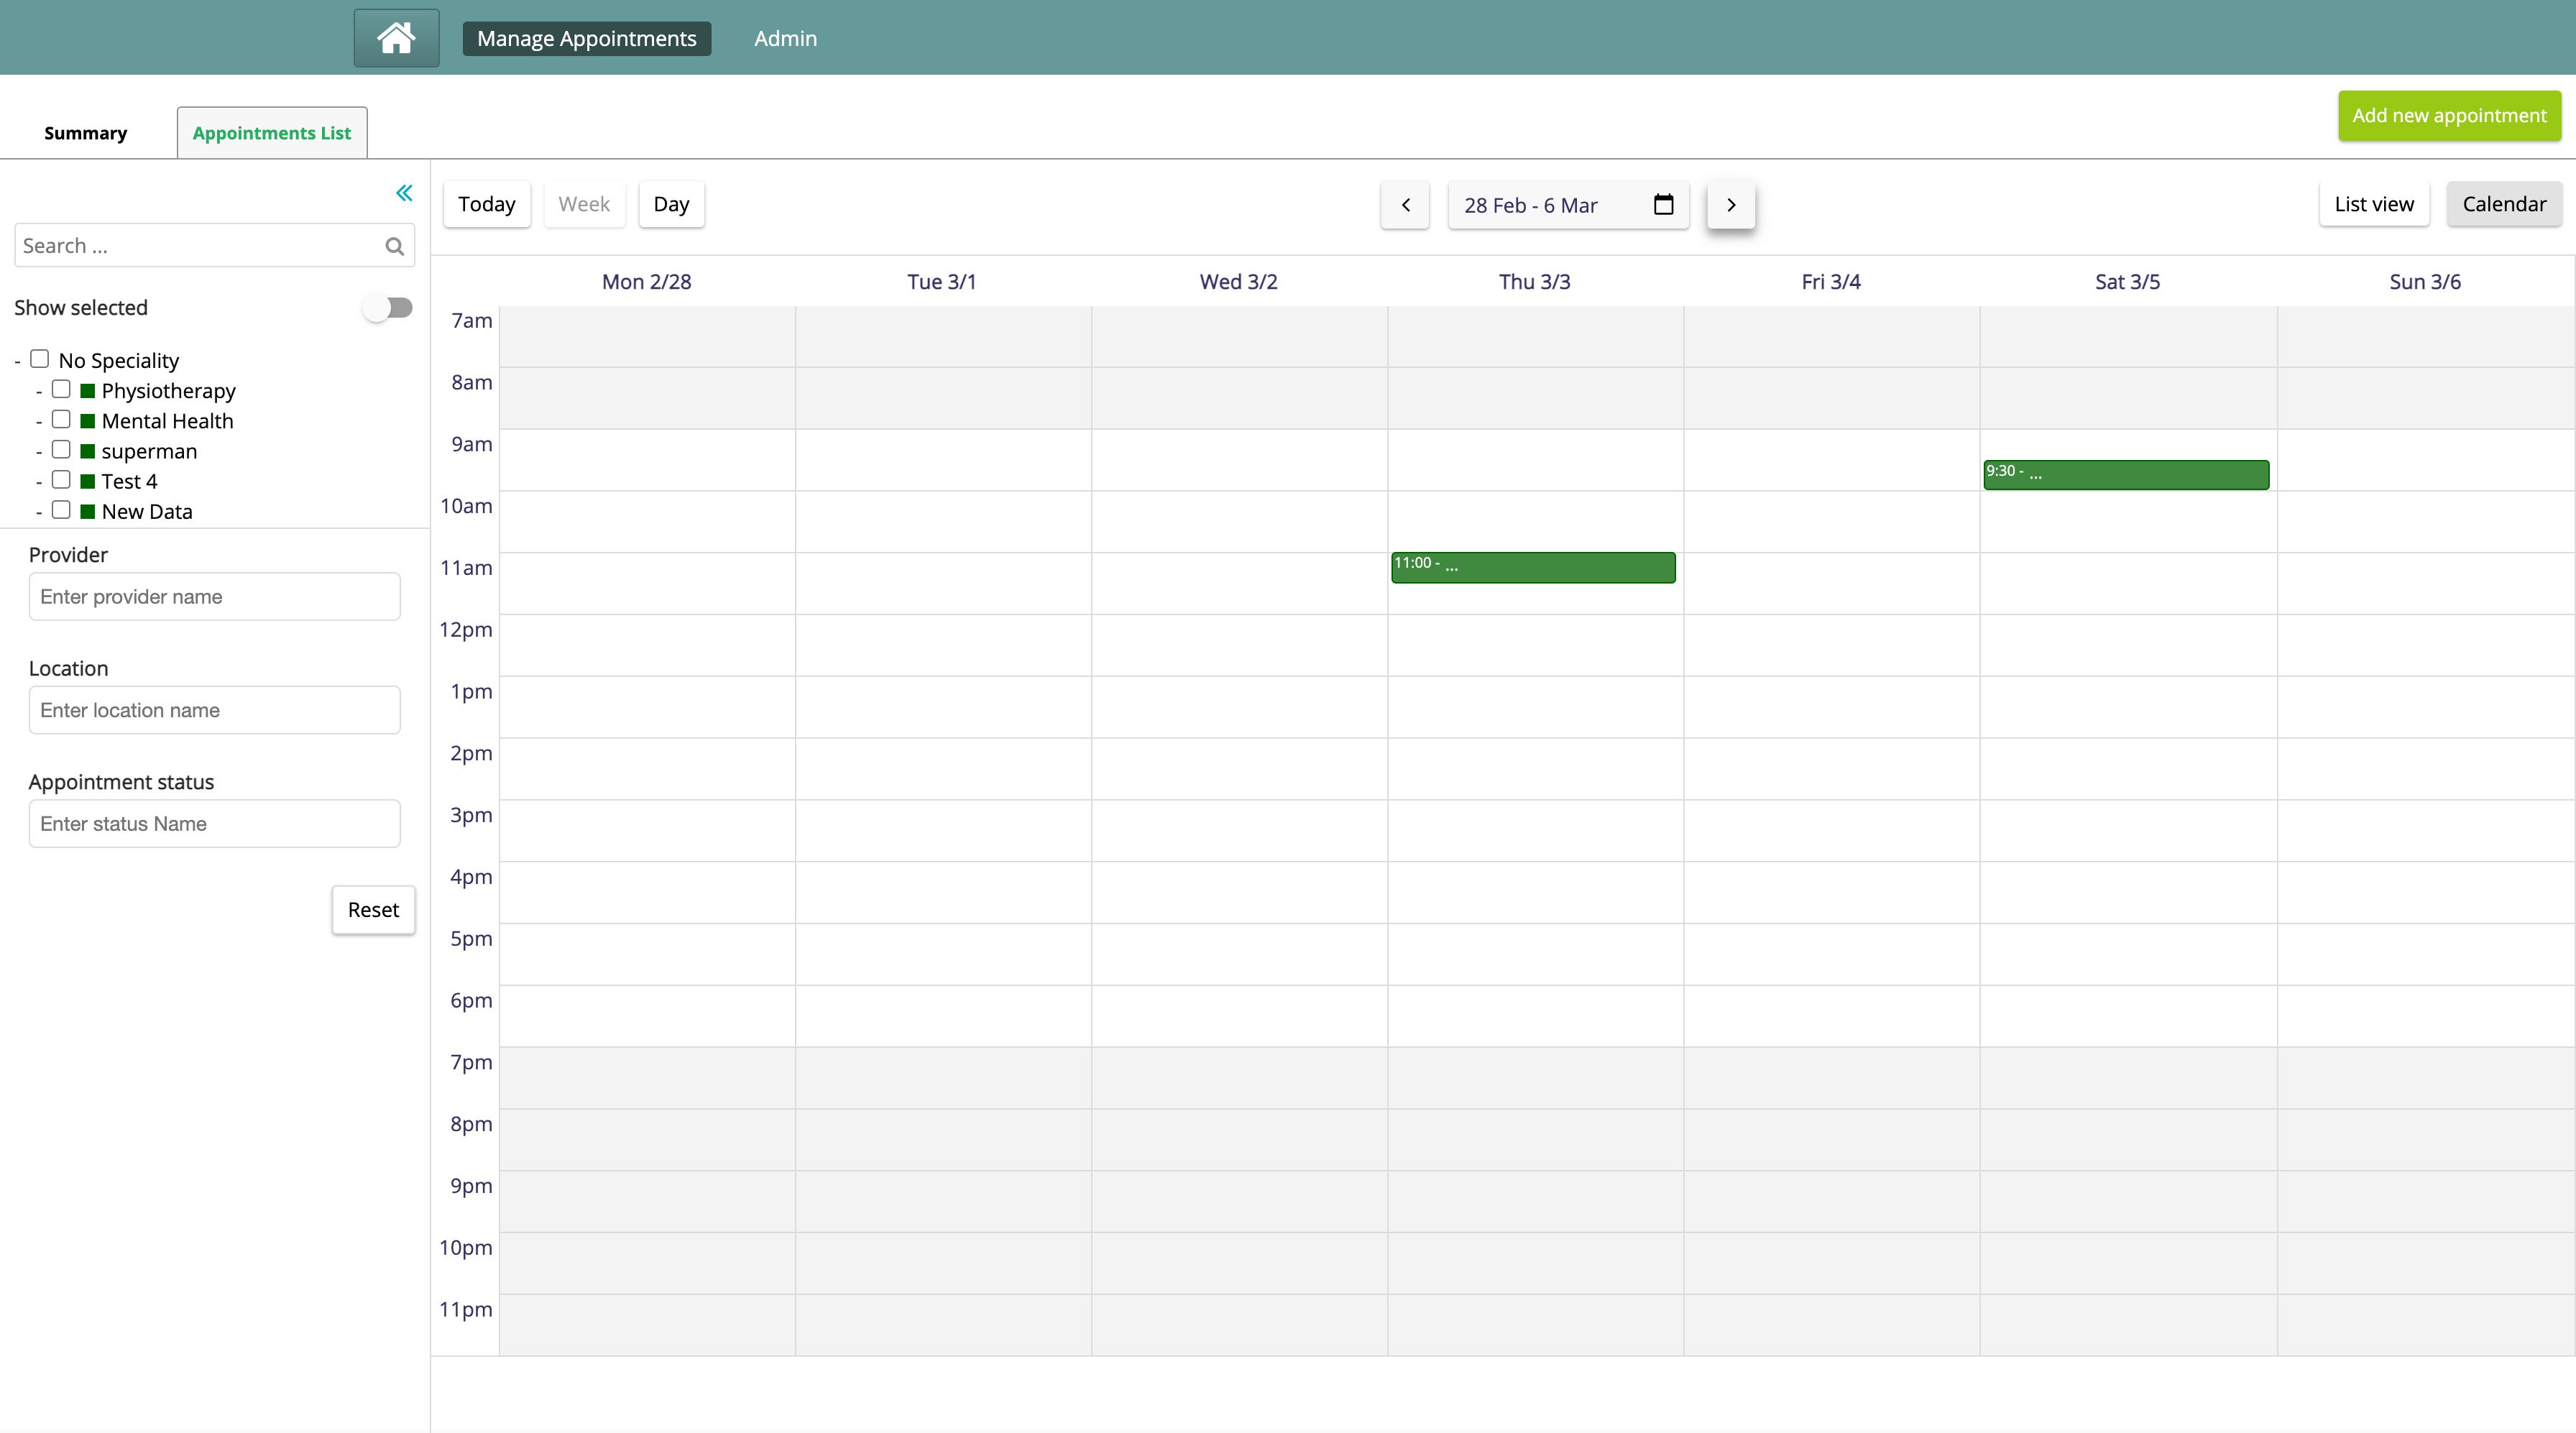 Manage Appointments Admin
Summary Appointments List Add new appointment
Today Week Day 28 Feb - 6 Mar List view Calendar
Search ...
Show selected
- No Speciality
- Physiotherapy
- Mental Health
- superman
- Test 4
- New Data
Provider
Enter provider name
Location
Enter location name
Appointment status
Enter status Name
Reset
Mon 2/28 Tue 3/1 Wed 3/2 Thu 3/3 Fri 3/4 Sat 3/5 Sun 3/6
7am
8am
9am
9:30 - ...
10am
11am
11:00 - ...
12pm
1pm
2pm
3pm
4pm
5pm
6pm
7pm
8pm
9pm
10pm
11pm